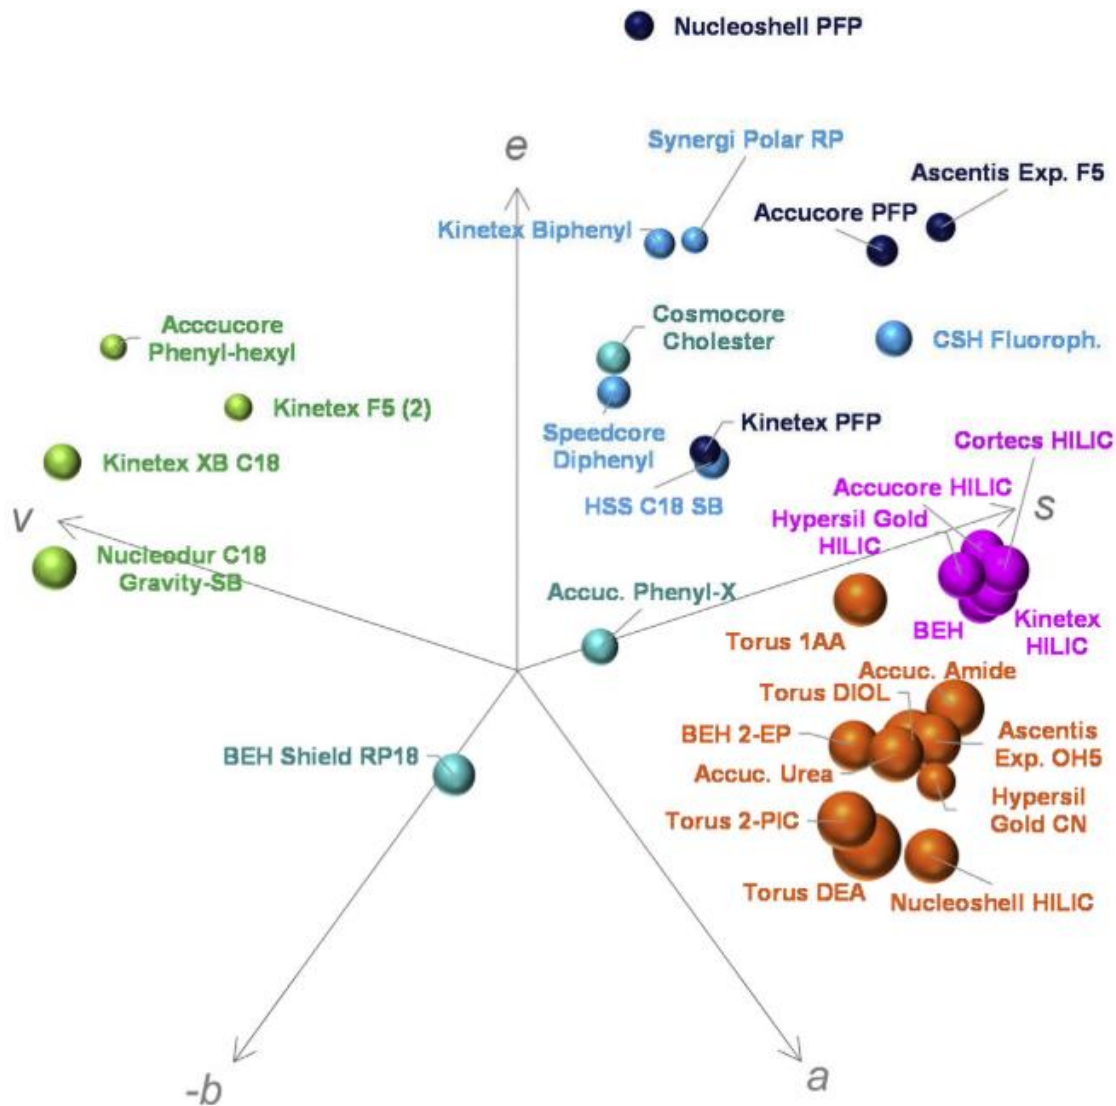 Nucleoshell PFP
Synergi Polar RP
e
Ascentis Exp. F5
Accucore PFP
Kinetex Biphenyl
Acccucore
Phenyl-hexyl
Cosmocore
Cholester
CSH Fluoroph.
Kinetex F5 (2)
Kinetex PFP
Speedcore
Diphenyl
Cortecs HILIC
Kinetex XB C18
HSS C18 SB
Accucore HILIC
Hypersil Gold
HILIC
v
s
Nucleodur C18
Gravity-SB
Accuc. Phenyl-X
BEH
Kinetex
HILIC
Torus 1AA
Accuc. Amide
Torus DIOL
BEH 2-EP
Ascentis
Exp. OH5
BEH Shield RP18
Accuc. Urea
Hypersil
Gold CN
Torus 2-PIC
Torus DEA
Nucleoshell HILIC
-b
a